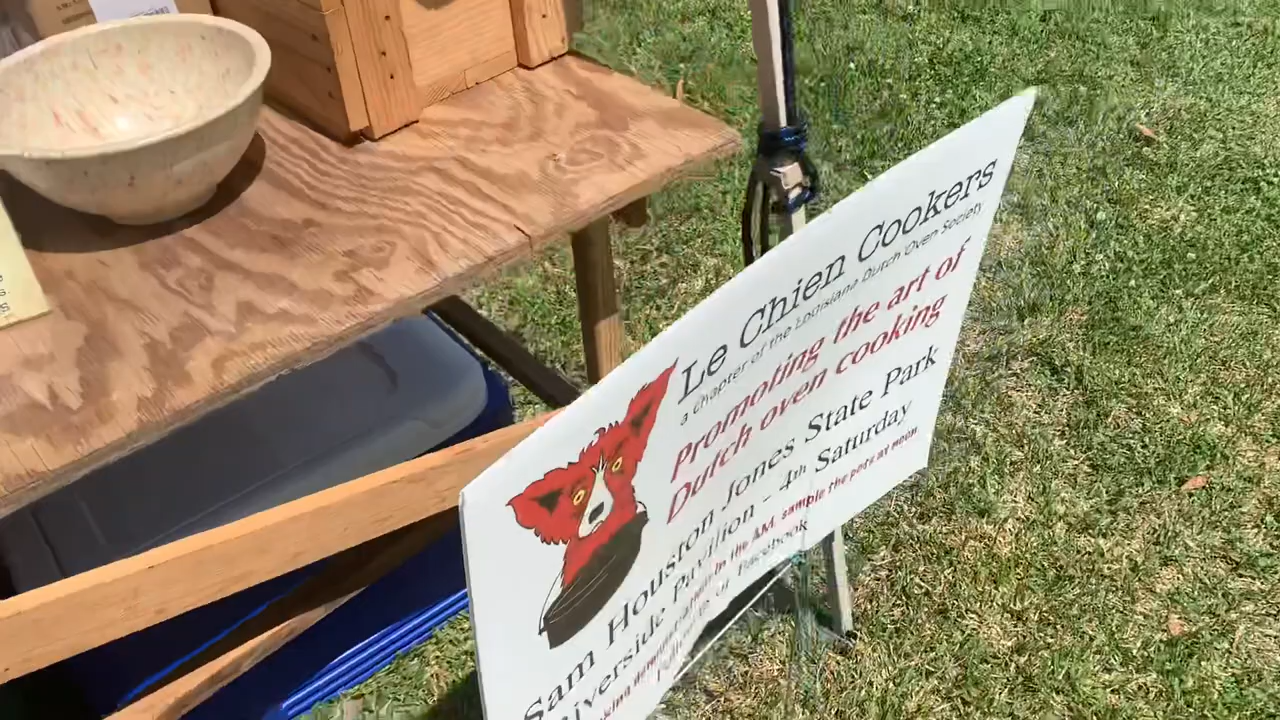 Le Chien Cookers
a chapter of the Louisiana Dutch Oven Society
Promoting the art of
Dutch oven cooking
Sam Houston Jones State Park
Riverside Pavilion - 4th Saturday
in the AM, sample the pots at noon
Facebook